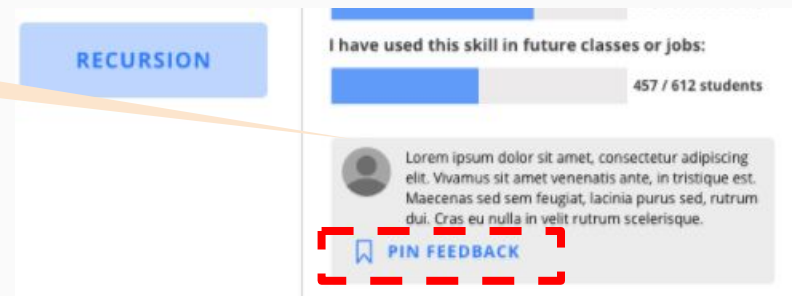 RECURSION
I have used this skill in future classes or jobs:
457 / 612 students
Lorem ipsum dolor sit amet, consectetur adipiscing
elit. Vivamus sit amet venenatis ante, in tristique est.
Maecenas sed sem feugiat, lacinia purus sed, rutrum
dui. Cras eu nulla in velit rutrum scelerisque.
PIN FEEDBACK